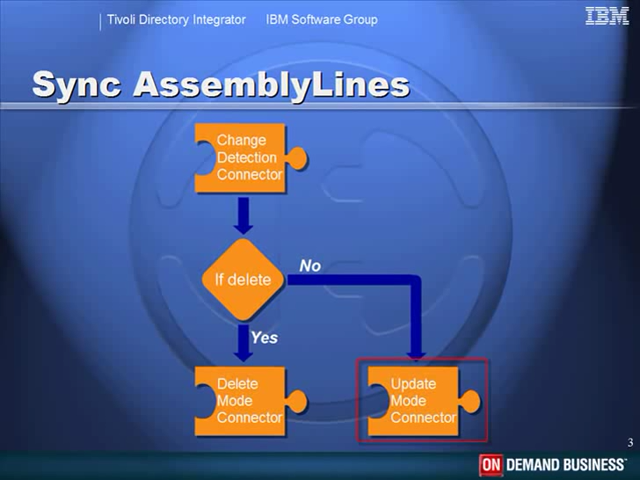 Tivoli Directory Integrator IBM Software Group
IBM
Sync AssemblyLines
Change
Detection
Connector
If delete
No
Yes
Delete
Mode
Connector
Update
Mode
Connector
3
ON DEMAND BUSINESS™